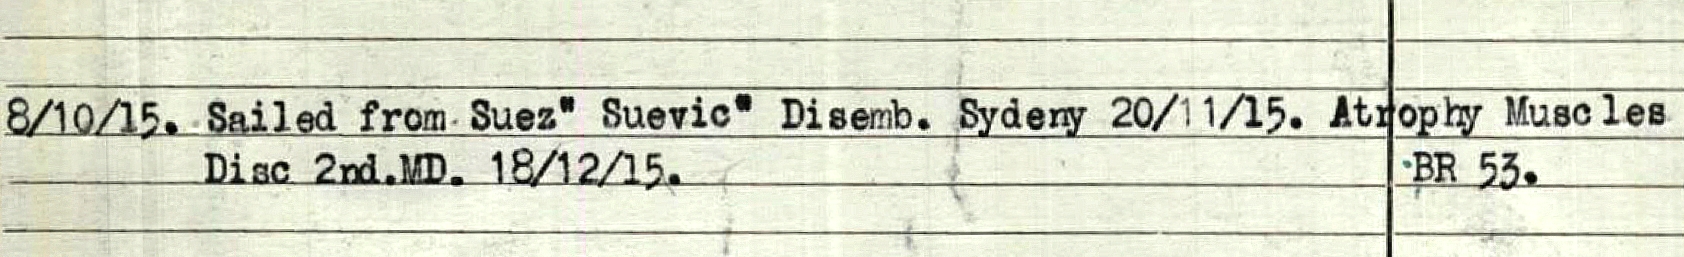 8/10/15. Sailed from Suez" Suevic" Disemb. Sydeny 20/11/15. Atrophy Muscles
Disc 2nd.MD. 18/12/15. BR 53.